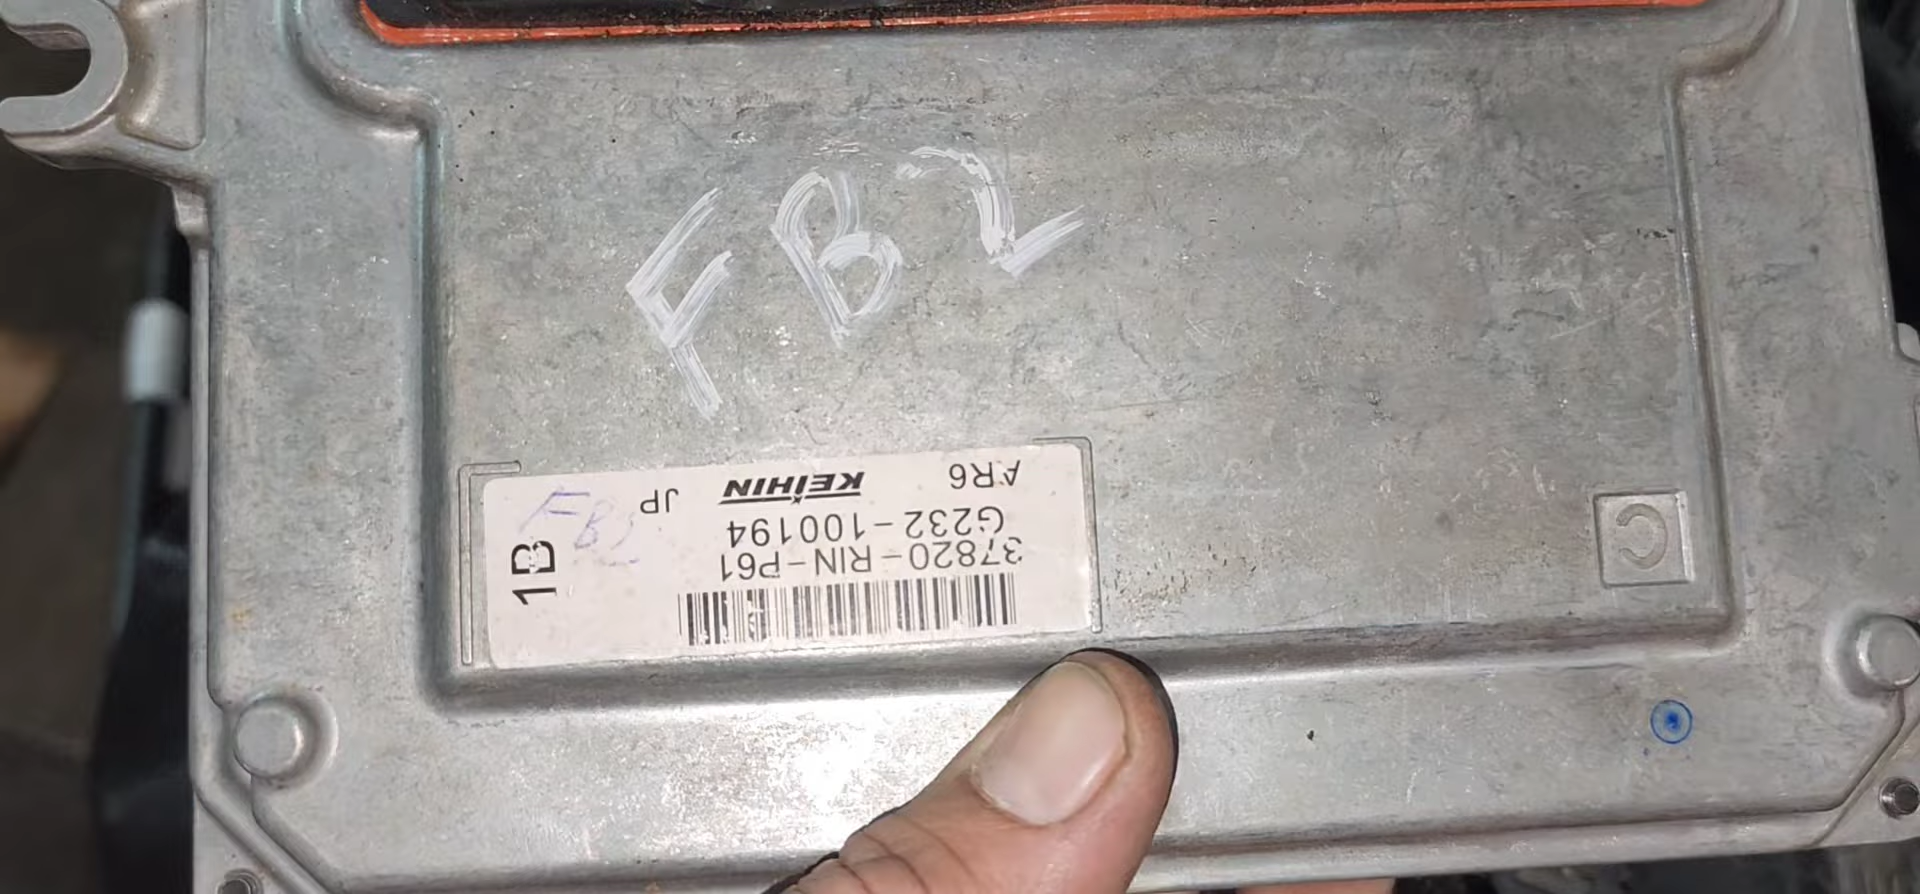 FB2
AR6 KEIHIN JP
G232-100194
37820-RIN-P61
1B
FB2
C